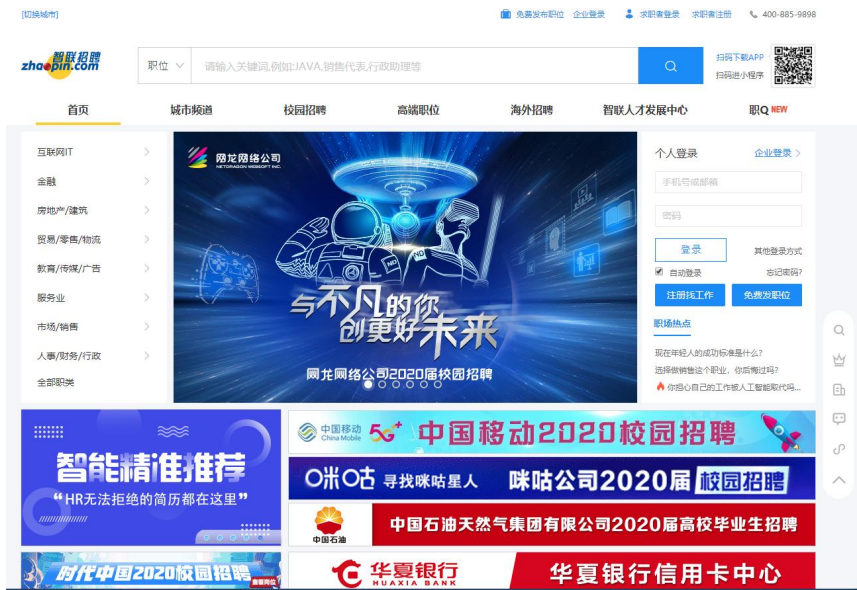 [切换城市]
免费发布职位 企业登录 求职者登录 求职者注册 400-885-9898
智联招聘
zhaopin.com
职位 请输入关键词,例如:JAVA,销售代表,行政助理等
扫码下载APP
扫码进小程序
首页 城市频道 校园招聘 高端职位 海外招聘 智联人才发展中心 职Q NEW
互联网IT
金融
房地产/建筑
贸易/零售/物流
教育/传媒/广告
服务业
市场/销售
人事/财务/行政
全部职类
网龙网络公司
NETDRAGON WEBSOFT INC.
NO NO
与不凡的你
创更好未来
网龙网络公司2020届校园招聘
个人登录 企业登录
手机号或邮箱
密码
登录 其他登录方式
自动登录 忘记密码?
注册找工作 免费发职位
职场热点
现在年轻人的成功标准是什么?
选择做销售这个职业，你后悔过吗?
你担心自己的工作被人工智能取代吗...
智能精准推荐
“HR无法拒绝的简历都在这里”
中国移动
China Mobile
5G+ 中国移动2020校园招聘
咪咕 寻找咪咕星人 咪咕公司2020届 校园招聘
中国石油
中国石油天然气集团有限公司2020届高校毕业生招聘
时代中国2020校园招聘 查看岗位
华夏银行
HUAXIA BANK
华夏银行信用卡中心